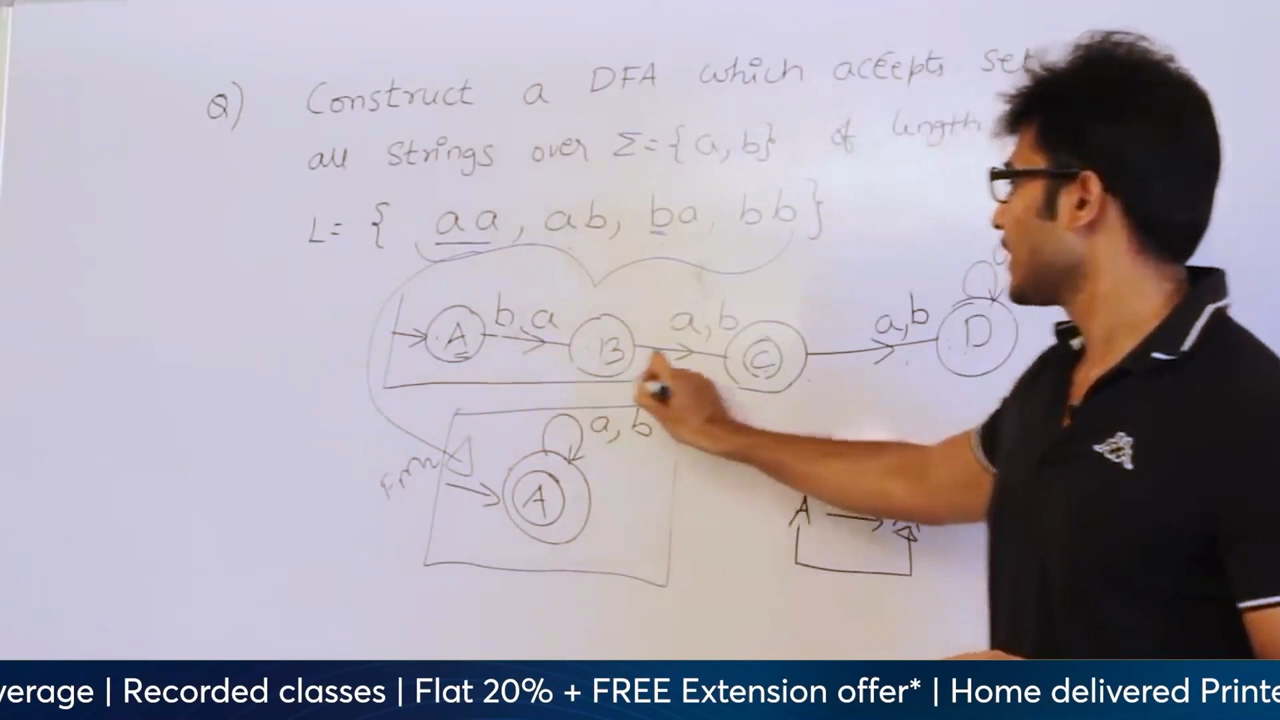 Q) Construct a DFA which accepts set
all strings over Σ={a, b} of length
L= { aa, ab, ba, bb}
A b,a B a,b C a,b D
a, b
Fm
A
A
verage | Recorded classes | Flat 20% + FREE Extension offer* | Home delivered Printe